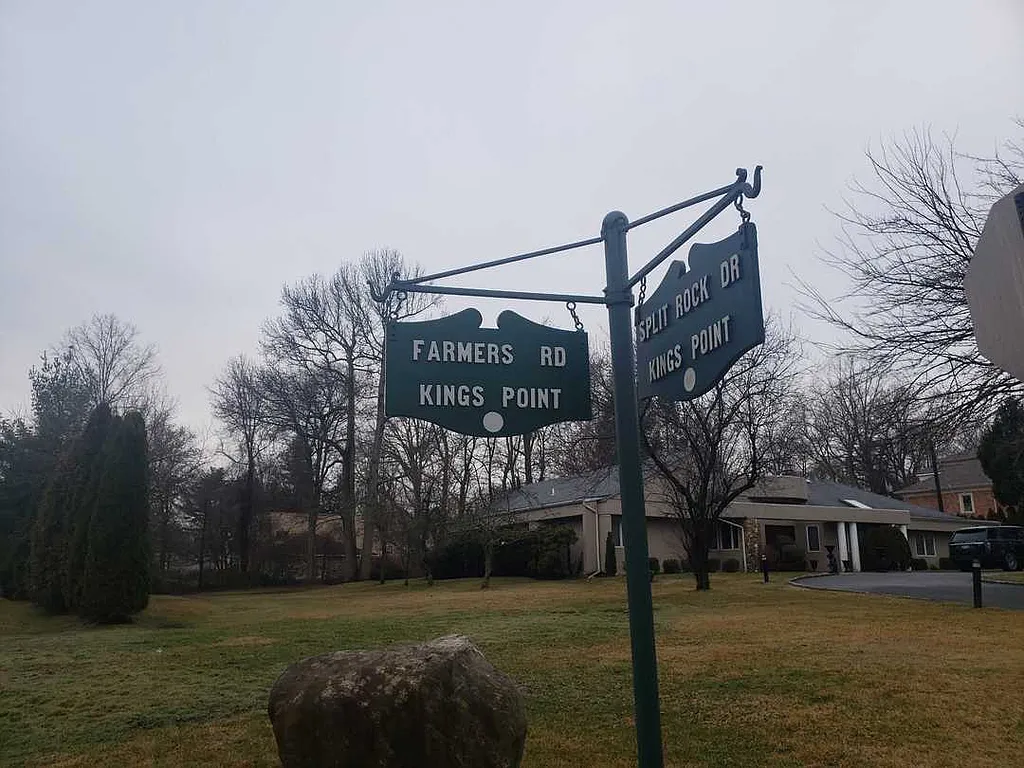 FARMERS RD
KINGS POINT
SPLIT ROCK DR
KINGS POINT